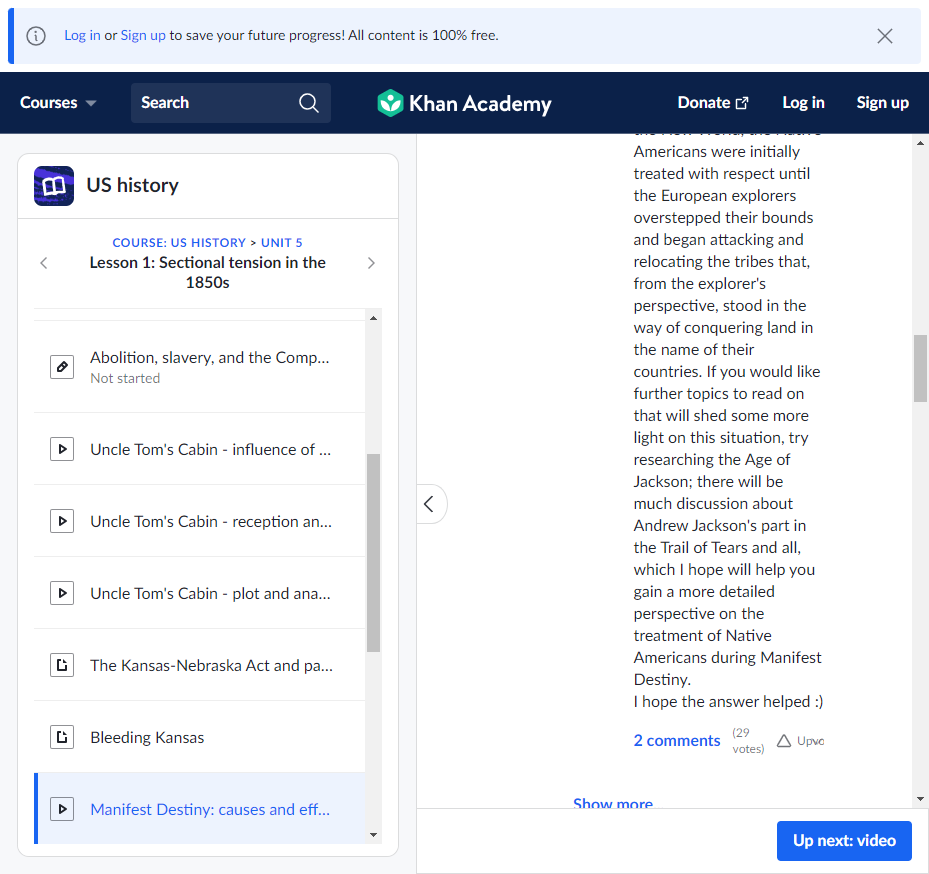 Log in or Sign up to save your future progress! All content is 100% free.
Courses
Search
Khan Academy
Donate
Log in
Sign up
US history
COURSE: US HISTORY > UNIT 5
Lesson 1: Sectional tension in the
1850s
Abolition, slavery, and the Comp...
Not started
Uncle Tom's Cabin - influence of ...
Uncle Tom's Cabin - reception an...
Uncle Tom's Cabin - plot and ana...
The Kansas-Nebraska Act and pa...
Bleeding Kansas
Manifest Destiny: causes and eff...
the New World, the Native
Americans were initially
treated with respect until
the European explorers
overstepped their bounds
and began attacking and
relocating the tribes that,
from the explorer's
perspective, stood in the
way of conquering land in
the name of their
countries. If you would like
further topics to read on
that will shed some more
light on this situation, try
researching the Age of
Jackson; there will be
much discussion about
Andrew Jackson's part in
the Trail of Tears and all,
which I hope will help you
gain a more detailed
perspective on the
treatment of Native
Americans during Manifest
Destiny.
I hope the answer helped :)
2 comments
(29
votes)
Upvo
Show more
Up next: video